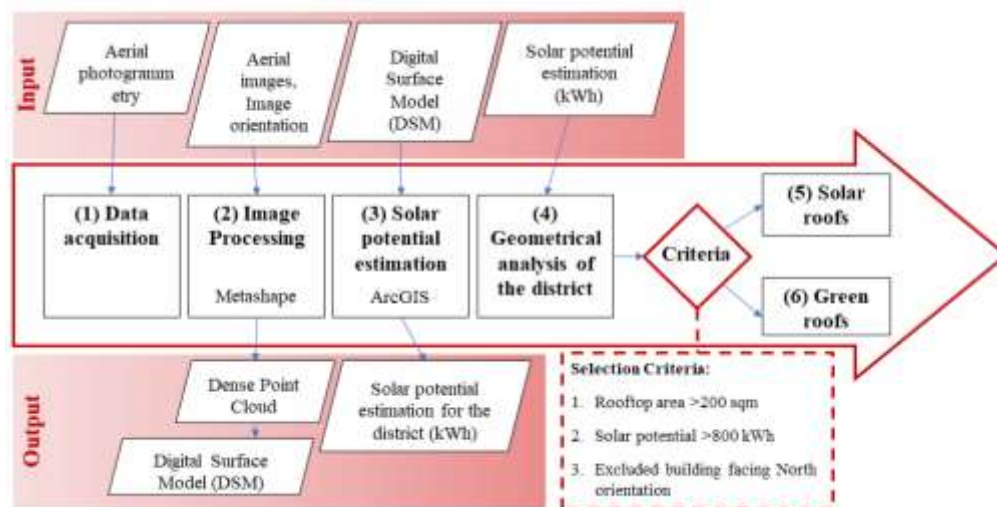 Input
Aerial
photogramm
etry
Aerial
images,
Image
orientation
Digital
Surface
Model
(DSM)
Solar potential
estimation
(kWh)
(1) Data
acquisition
(2) Image
Processing
Metashape
(3) Solar
potential
estimation
ArcGIS
(4)
Geometrical
analysis of
the district
Criteria
(5) Solar
roofs
(6) Green
roofs
Output
Dense Point
Cloud
Digital Surface
Model (DSM)
Solar potential
estimation for the
district (kWh)
Selection Criteria:
1. Rooftop area >200 sqm
2. Solar potential >800 kWh
3. Excluded building facing North
orientation